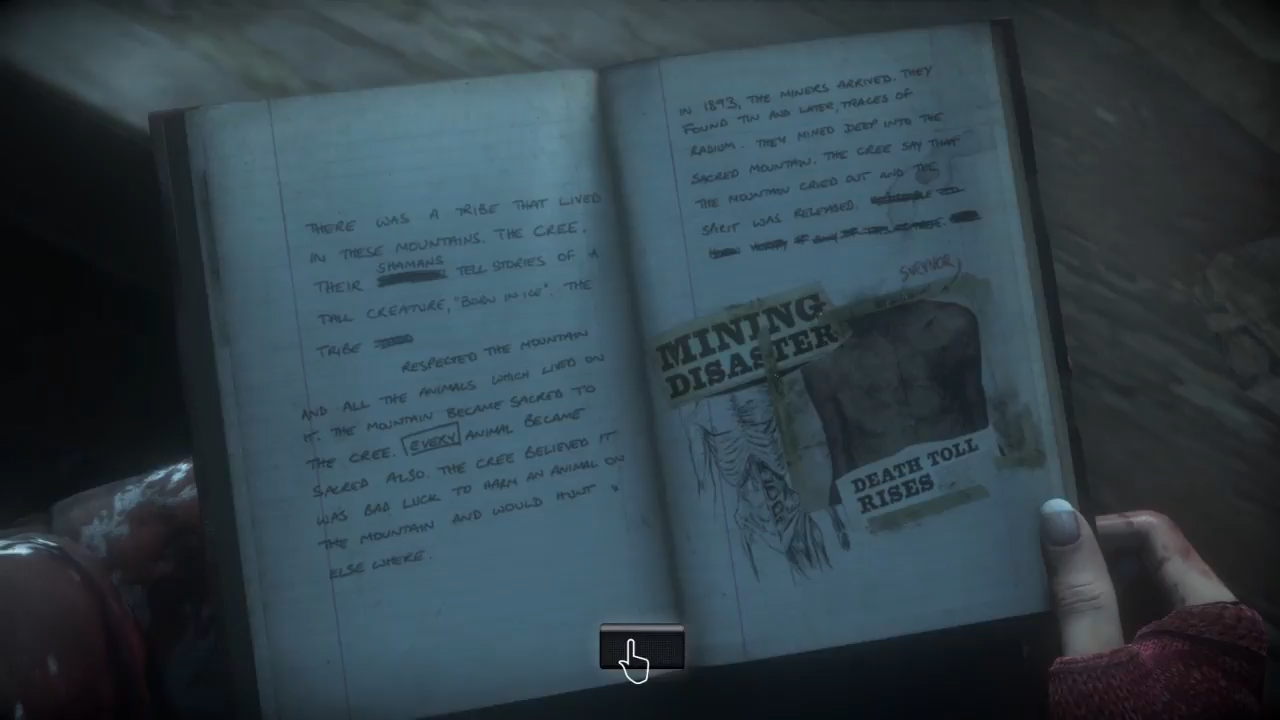 THERE WAS A TRIBE THAT LIVED
IN THESE MOUNTAINS. THE CREE.
SHAMANS
THEIR TELL STORIES OF A
TALL CREATURE, "BORN IN ICE". THE
TRIBE
RESPECTED THE MOUNTAIN
AND ALL THE ANIMALS WHICH LIVED ON
IT. THE MOUNTAIN BECAME SACRED TO
THE CREE. EVERY ANIMAL BECAME
SACRED ALSO. THE CREE BELIEVED IT
WAS BAD LUCK TO HARM AN ANIMAL ON
THE MOUNTAIN AND WOULD HUNT
ELSE WHERE.
IN 1893, THE MINERS ARRIVED. THEY
FOUND TIN AND LATER, TRACES OF
RADIUM. THEY MINED DEEP INTO THE
SACRED MOUNTAIN. THE CREE SAY THAT
THE MOUNTAIN CRIED OUT AND THE
SPIRIT WAS RELEASED.
SURVIVOR
MINING
DISASTER
DEATH TOLL
RISES